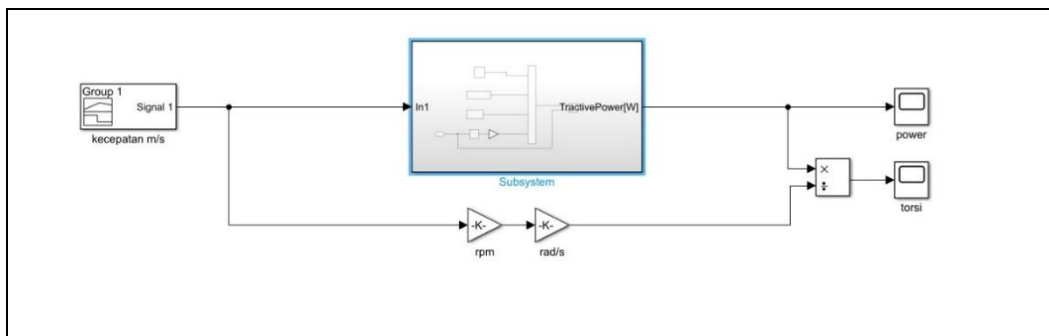 Group 1
Signal 1
kecepatan m/s
In1
TractivePower[W]
Subsystem
power
×
÷
torsi
-K-
rpm
-K-
rad/s